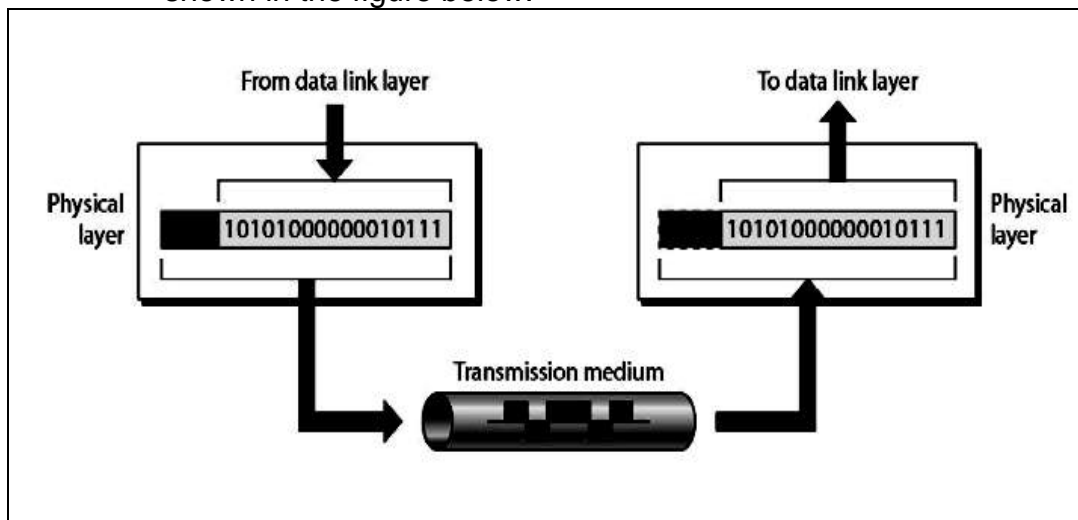 shown in the figure below:
From data link layer
To data link layer
Physical
layer
10101000000010111
10101000000010111
Physical
layer
Transmission medium